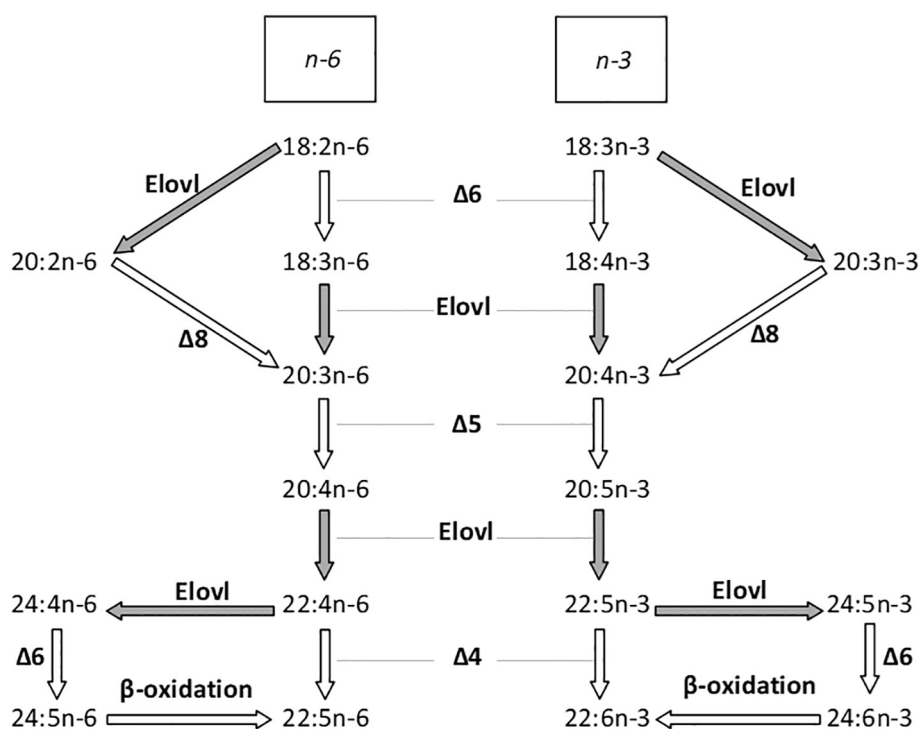 n-6 n-3
18:2n-6 18:3n-3
Elovl Δ6 Elovl
20:2n-6 18:3n-6 18:4n-3 20:3n-3
Δ8 Elovl Δ8
20:3n-6 20:4n-3
Δ5
20:4n-6 20:5n-3
Elovl
24:4n-6 Elovl 22:4n-6 22:5n-3 Elovl 24:5n-3
Δ6 Δ4 Δ6
β-oxidation β-oxidation
24:5n-6 22:5n-6 22:6n-3 24:6n-3